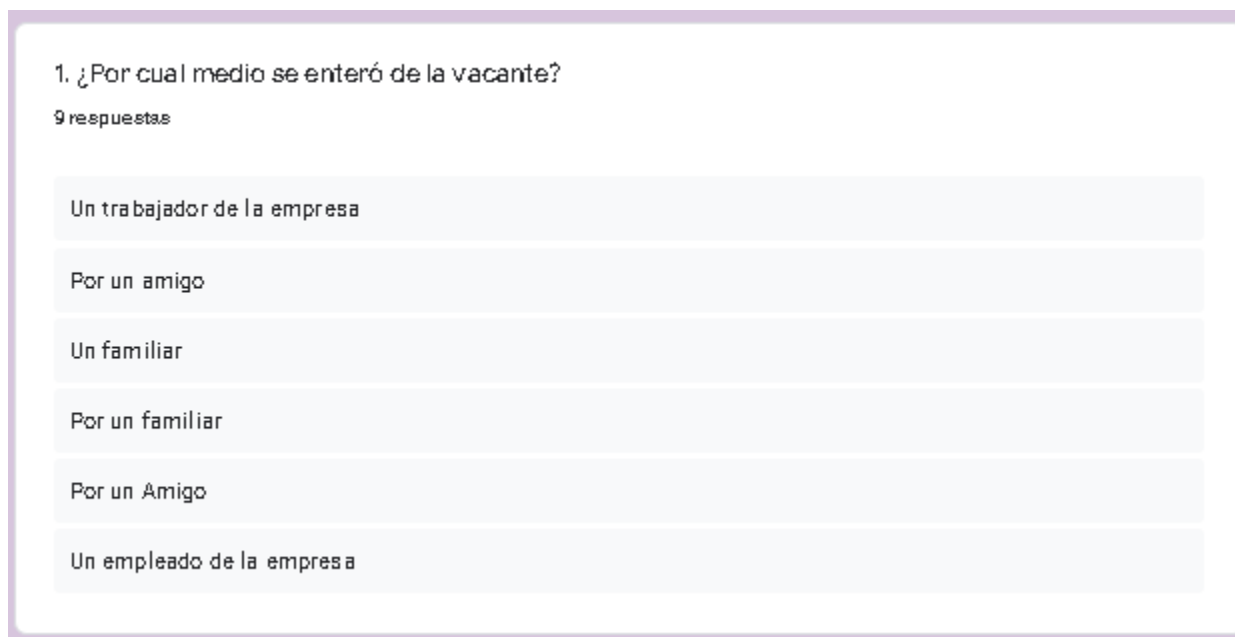 1. ¿Por cual medio se enteró de la vacante?
9 respuestas
Un trabajador de la empresa
Por un amigo
Un familiar
Por un familiar
Por un Amigo
Un empleado de la empresa